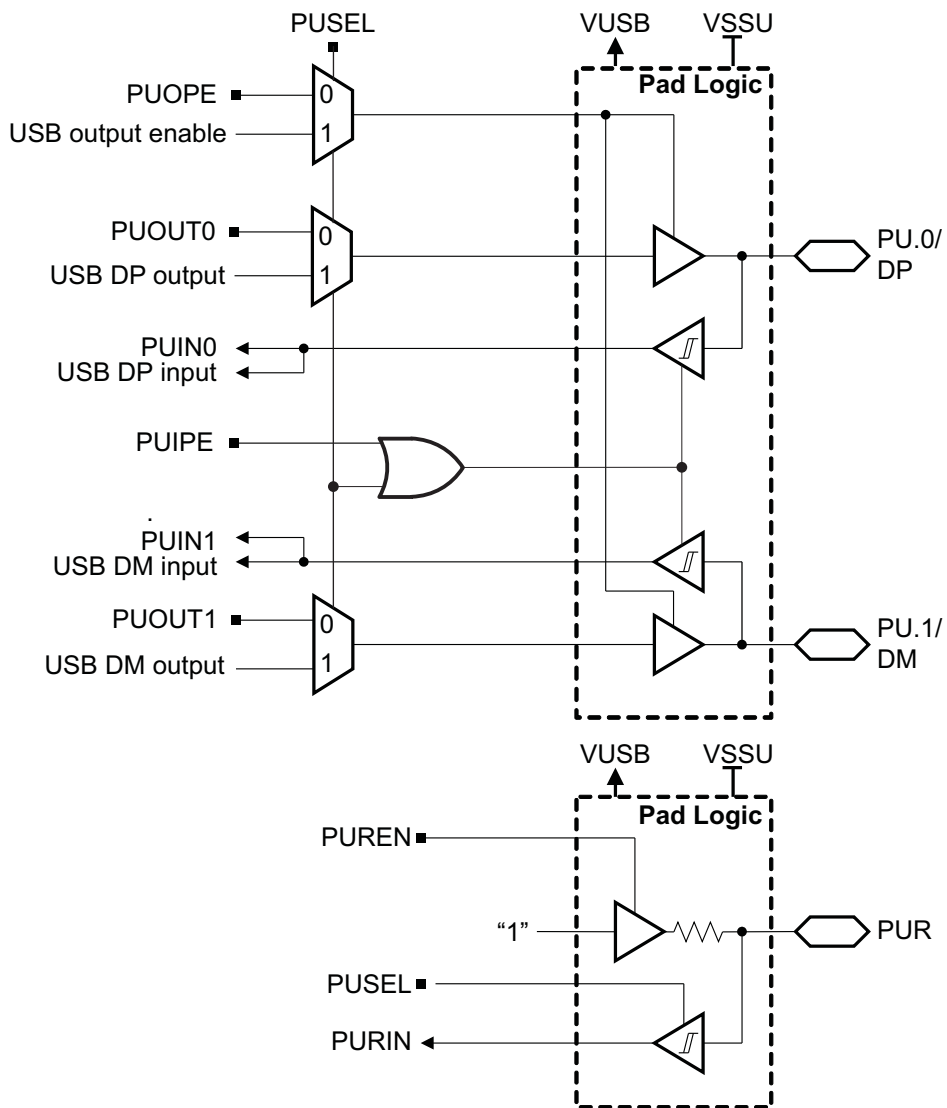 PUSEL
VUSB
VSSU
Pad Logic
PUOPE
0
USB output enable
1
PUOUT0
0
USB DP output
1
PU.0/
DP
PUIN0
USB DP input
PUIPE
.
PUIN1
USB DM input
PUOUT1
0
USB DM output
1
PU.1/
DM
VUSB
VSSU
Pad Logic
PUREN
“1”
PUR
PUSEL
PURIN